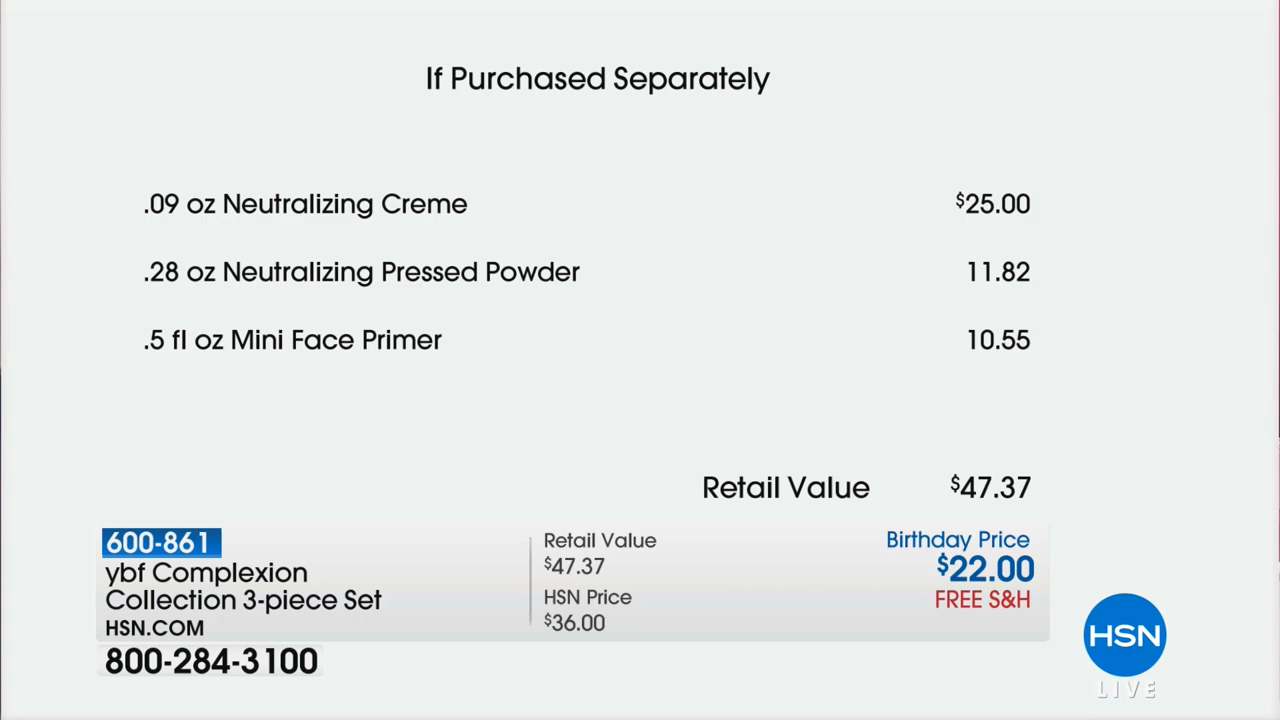 If Purchased Separately
.09 oz Neutralizing Creme $25.00
.28 oz Neutralizing Pressed Powder 11.82
.5 fl oz Mini Face Primer 10.55
Retail Value $47.37
600-861
ybf Complexion
Collection 3-piece Set
HSN.COM
800-284-3100
Retail Value
$47.37
HSN Price
$36.00
Birthday Price
$22.00
FREE S&H
HSN
LIVE